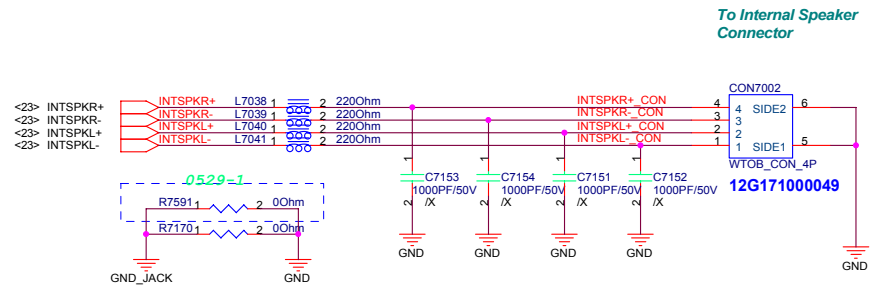 To Internal Speaker
Connector
CON7002
<23> INTSPKR+ INTSPKR+ L7038 1 2 220Ohm INTSPKR+_CON 4 4 SIDE2 6
<23> INTSPKR- INTSPKR- L7039 1 2 220Ohm INTSPKR-_CON 3 3
<23> INTSPKL+ INTSPKL+ L7040 1 2 220Ohm INTSPKL+_CON 2 2
<23> INTSPKL- INTSPKL- L7041 1 2 220Ohm INTSPKL-_CON 1 1 SIDE1 5
WTOB_CON_4P
12G171000049
1 1 1 1
C7153 C7154 C7151 C7152
1000PF/50V 1000PF/50V 1000PF/50V 1000PF/50V
2 /X 2 /X 2 /X 2 /X
GND GND GND GND GND
0529-1
R7591 1 2 0Ohm
R7170 1 2 0Ohm
GND_JACK GND